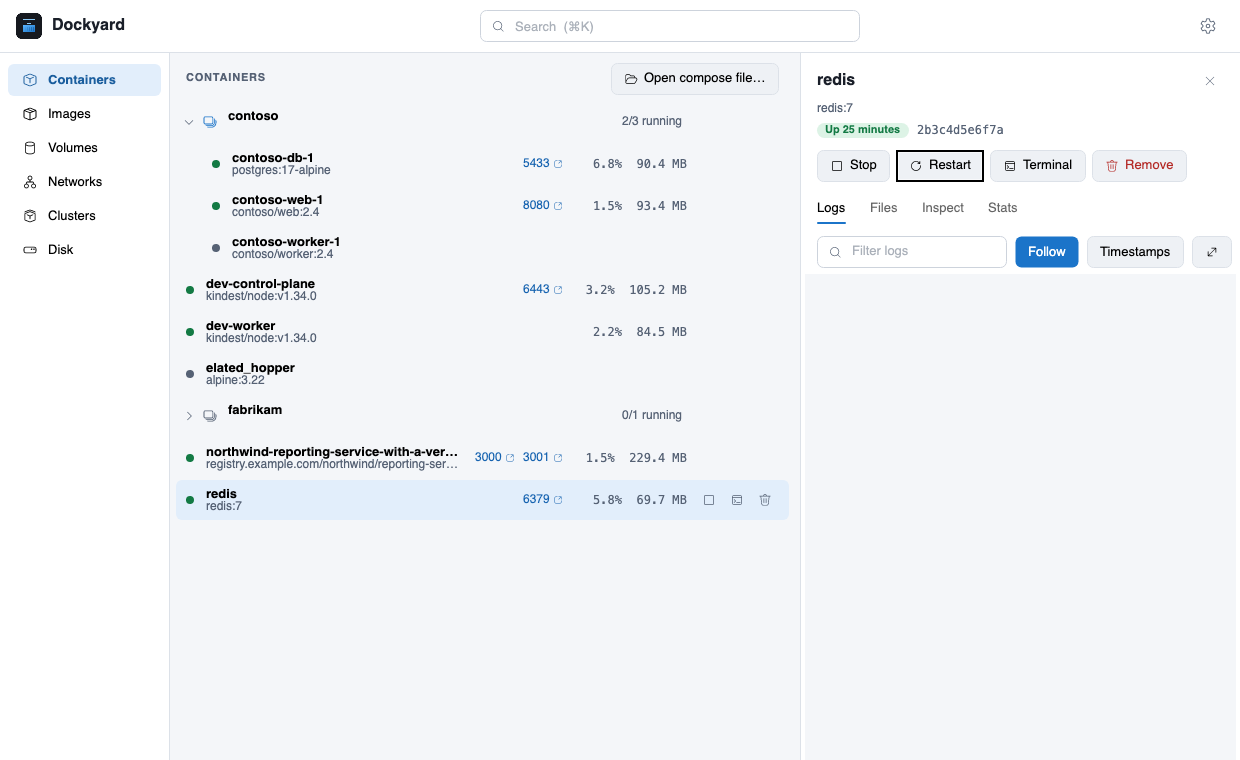 Dockyard
Search (⌘K)
Containers
Images
Volumes
Networks
Clusters
Disk
CONTAINERS
Open compose file…
contoso
2/3 running
contoso-db-1
postgres:17-alpine
5433
6.8% 90.4 MB
contoso-web-1
contoso/web:2.4
8080
1.5% 93.4 MB
contoso-worker-1
contoso/worker:2.4
dev-control-plane
kindest/node:v1.34.0
6443
3.2% 105.2 MB
dev-worker
kindest/node:v1.34.0
2.2% 84.5 MB
elated_hopper
alpine:3.22
fabrikam
0/1 running
northwind-reporting-service-with-a-ver…
registry.example.com/northwind/reporting-ser…
3000 3001
1.5% 229.4 MB
redis
redis:7
6379
5.8% 69.7 MB
redis
redis:7
Up 25 minutes 2b3c4d5e6f7a
Stop Restart Terminal Remove
Logs Files Inspect Stats
Filter logs Follow Timestamps